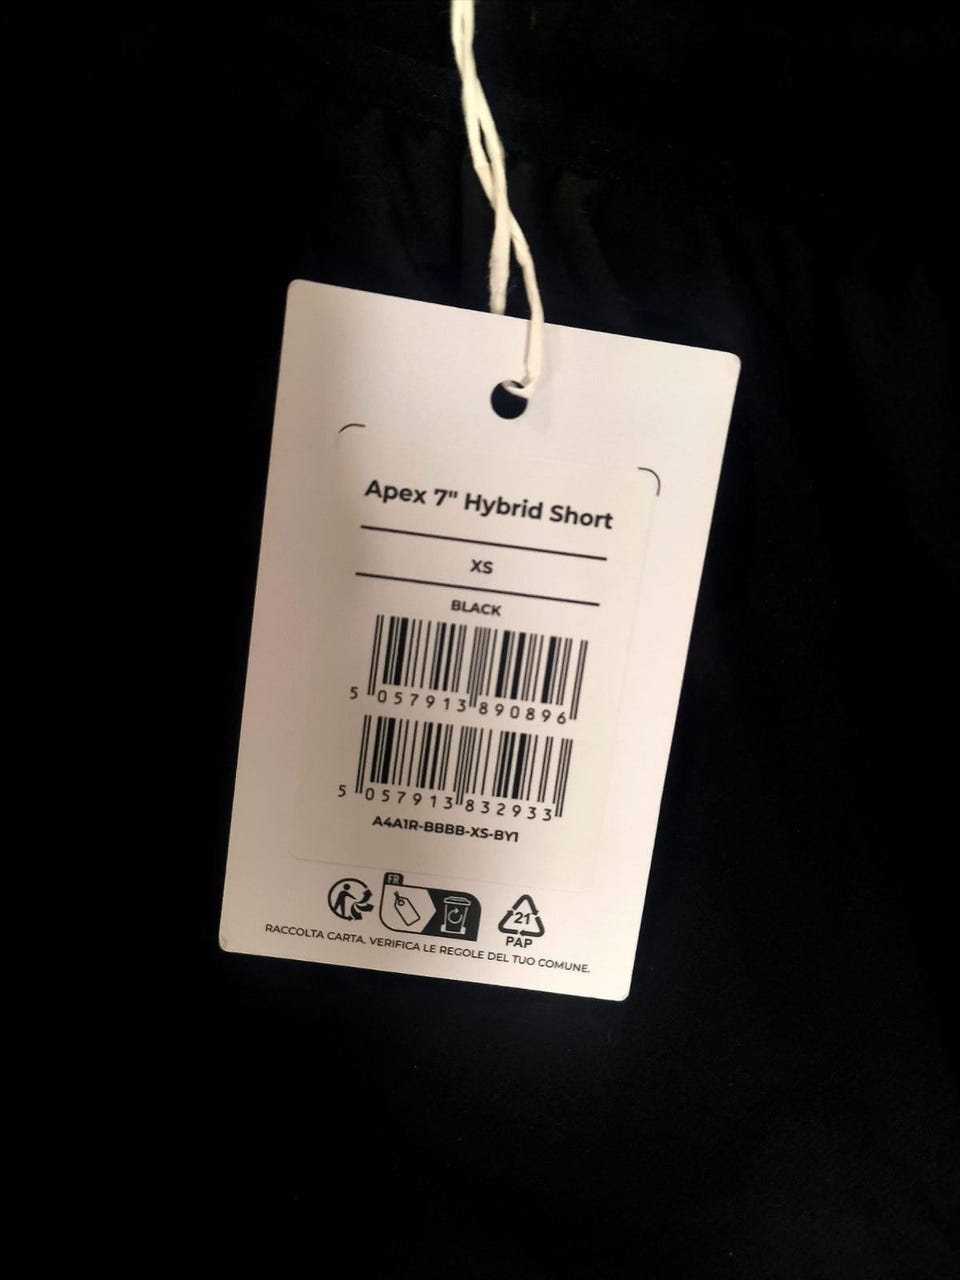 Apex 7" Hybrid Short
XS
BLACK
5 057913 890896
5 057913 832933
A4A1R-BBBB-XS-BY1
FR
21
PAP
RACCOLTA CARTA. VERIFICA LE REGOLE DEL TUO COMUNE.